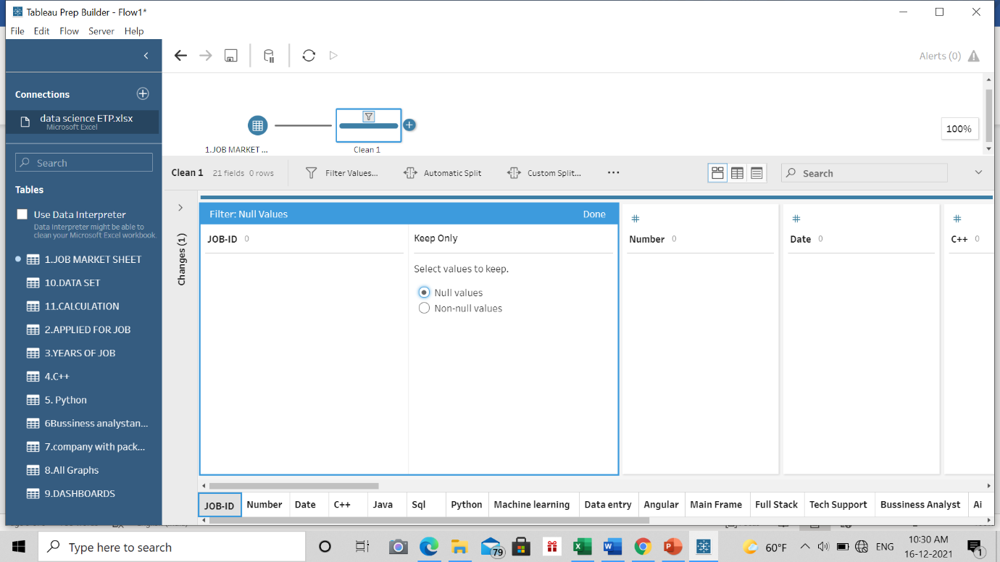 Tableau Prep Builder - Flow1*
File Edit Flow Server Help
Alerts (0)
Connections
data science ETP.xlsx
Microsoft Excel
100%
1.JOB MARKET ...
Clean 1
Search
Clean 1 21 fields 0 rows Filter Values... Automatic Split Custom Split... ... Search
Tables
Use Data Interpreter
Data Interpreter might be able to
clean your Microsoft Excel workbook.
1.JOB MARKET SHEET
10.DATA SET
11.CALCULATION
2.APPLIED FOR JOB
3.YEARS OF JOB
4.C++
5. Python
6Bussiness analystan...
7.company with pack...
8.All Graphs
9.DASHBOARDS
Changes (1)
Filter: Null Values Done
JOB-ID 0
Keep Only
Select values to keep.
Null values
Non-null values
Number 0
Date 0
C++ 0
JOB-ID Number Date C++ Java Sql Python Machine learning Data entry Angular Main Frame Full Stack Tech Support Bussiness Analyst Ai
Type here to search
79
60°F
ENG
10:30 AM
16-12-2021
1